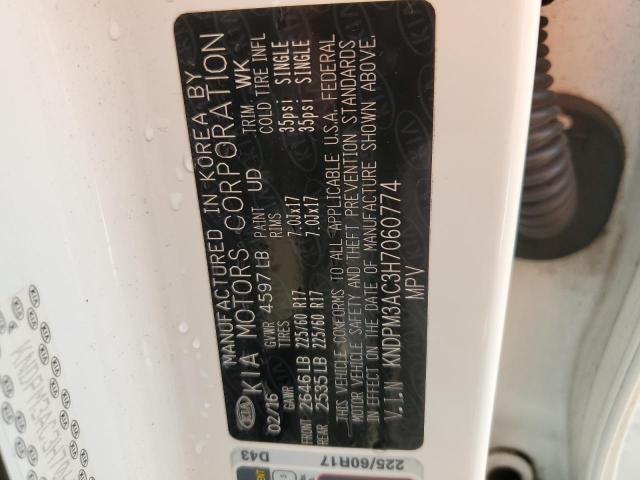 MANUFACTURED IN KOREA BY
KIA KIA MOTORS CORPORATION
02/16 GVWR 4597LB PAINT UD TRIM WK
GAWR TIRES RIMS COLD TIRE INFL
FRONT 2646LB 225/60 R17 7.0Jx17 35psi SINGLE
REAR 2535LB 225/60 R17 7.0Jx17 35psi SINGLE
THIS VEHICLE CONFORMS TO ALL APPLICABLE U.S.A. FEDERAL
MOTOR VEHICLE SAFETY AND THEFT PREVENTION STANDARDS
IN EFFECT ON THE DATE OF MANUFACTURE SHOWN ABOVE.
V.I.N KNDPM3AC3H7060774
MPV
D43
225/60R17